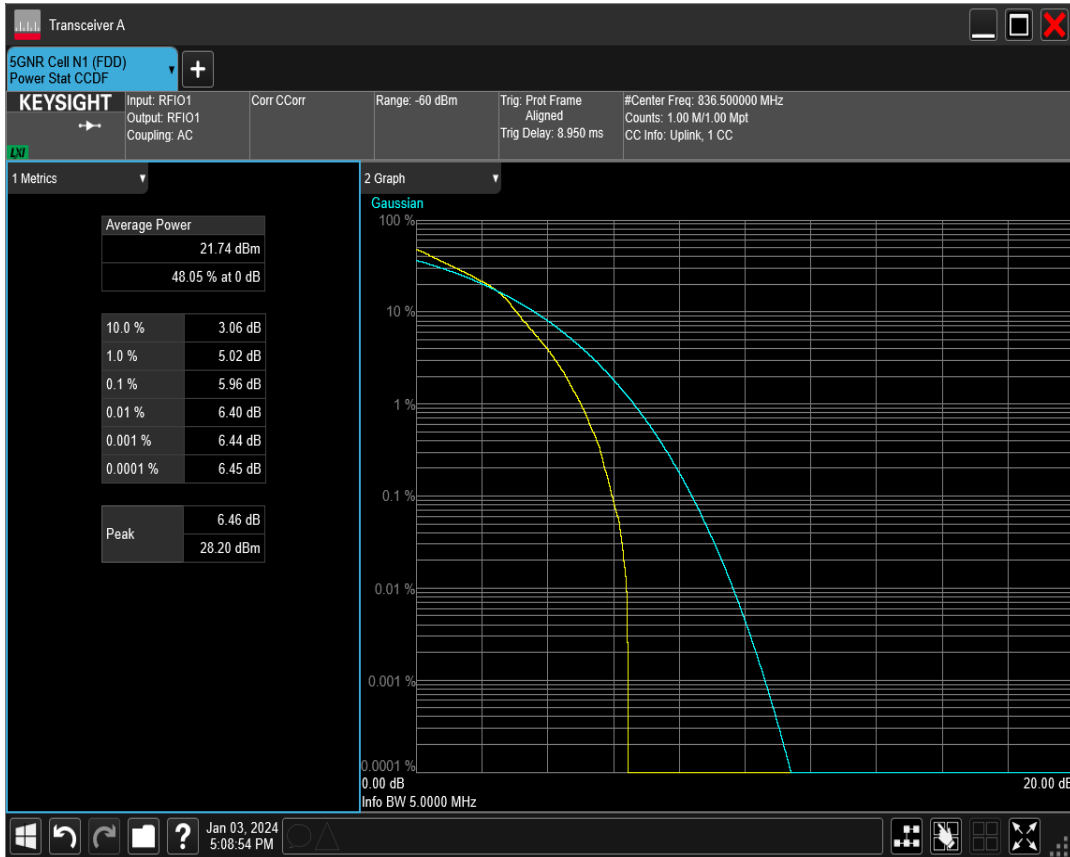 Transceiver A
5GNR Cell N1 (FDD)
Power Stat CCDF
KEYSIGHT
LXI
Input: RFIO1
Output: RFIO1
Coupling: AC
Corr CCorr
Range: -60 dBm
Trig: Prot Frame
Aligned
Trig Delay: 8.950 ms
#Center Freq: 836.500000 MHz
Counts: 1.00 M/1.00 Mpt
CC Info: Uplink, 1 CC
1 Metrics
Average Power
21.74 dBm
48.05 % at 0 dB
10.0 % 3.06 dB
1.0 % 5.02 dB
0.1 % 5.96 dB
0.01 % 6.40 dB
0.001 % 6.44 dB
0.0001 % 6.45 dB
Peak 6.46 dB
28.20 dBm
2 Graph
Gaussian
100 %
10 %
1 %
0.1 %
0.01 %
0.001 %
0.0001 %
0.00 dB 20.00 dB
Info BW 5.0000 MHz
Jan 03, 2024
5:08:54 PM